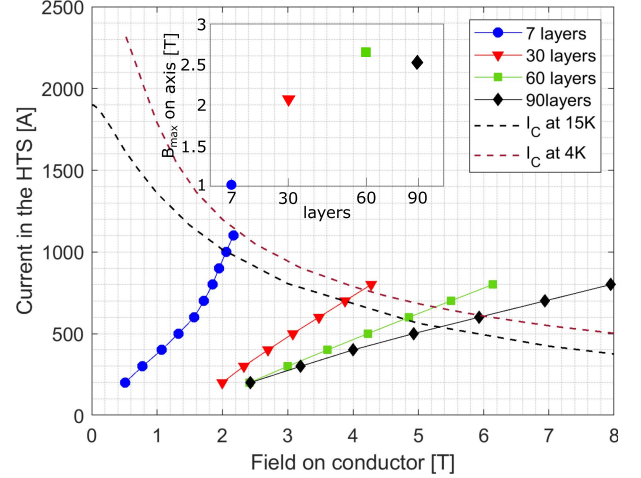 2500
2000
1500
1000
500
0
Current in the HTS [A]
0 1 2 3 4 5 6 7 8
Field on conductor [T]
3
2.5
2
1.5
1
B_max on axis [T]
7 30 60 90
layers
7 layers
30 layers
60 layers
90layers
I_C at 15K
I_C at 4K